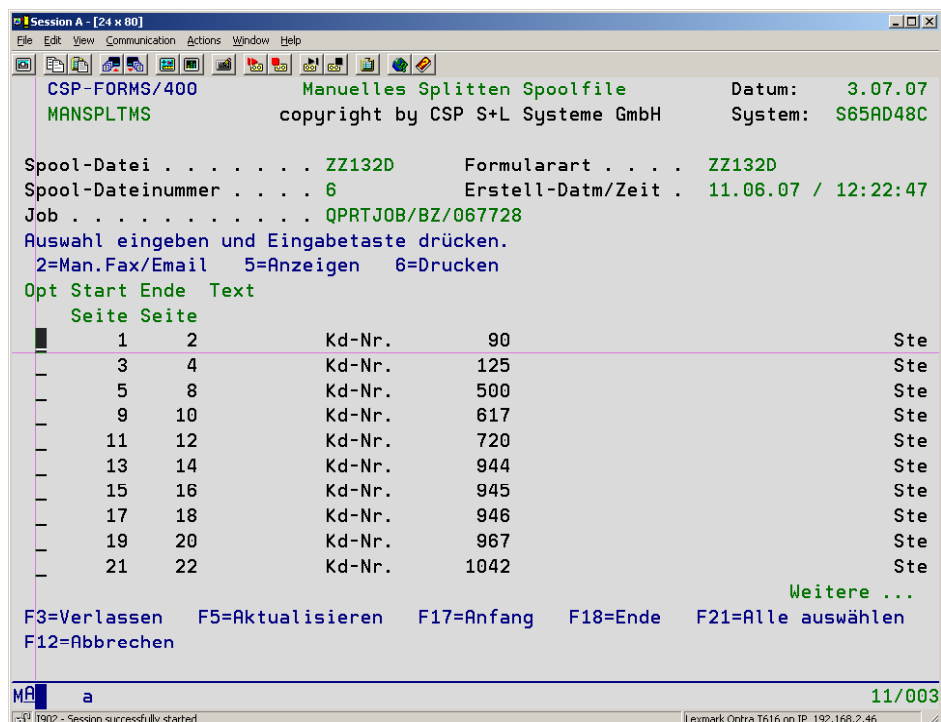 Session A - [24 x 80]
File Edit View Communication Actions Window Help
CSP-FORMS/400 Manuelles Splitten Spoolfile Datum: 3.07.07
MANSPLTMS copyright by CSP S+L Systeme GmbH System: S65AD48C
Spool-Datei . . . . . . . ZZ132D Formularart . . . . ZZ132D
Spool-Dateinummer . . . . 6 Erstell-Datm/Zeit . 11.06.07 / 12:22:47
Job . . . . . . . . . . . QPRTJOB/BZ/067728
Auswahl eingeben und Eingabetaste drücken.
2=Man.Fax/Email 5=Anzeigen 6=Drucken
Opt Start Ende Text
Seite Seite
1 2 Kd-Nr. 90 Ste
_ 3 4 Kd-Nr. 125 Ste
_ 5 8 Kd-Nr. 500 Ste
_ 9 10 Kd-Nr. 617 Ste
_ 11 12 Kd-Nr. 720 Ste
_ 13 14 Kd-Nr. 944 Ste
_ 15 16 Kd-Nr. 945 Ste
_ 17 18 Kd-Nr. 946 Ste
_ 19 20 Kd-Nr. 967 Ste
_ 21 22 Kd-Nr. 1042 Ste
Weitere ...
F3=Verlassen F5=Aktualisieren F17=Anfang F18=Ende F21=Alle auswählen
F12=Abbrechen
MA a 11/003
I902 - Session successfully started Lexmark Optra T616 on IP_192.168.2.46